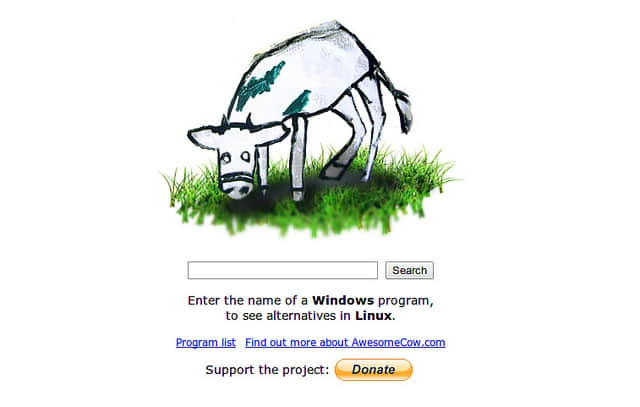 Search
Enter the name of a Windows program,
to see alternatives in Linux.
Program list Find out more about AwesomeCow.com
Support the project: Donate